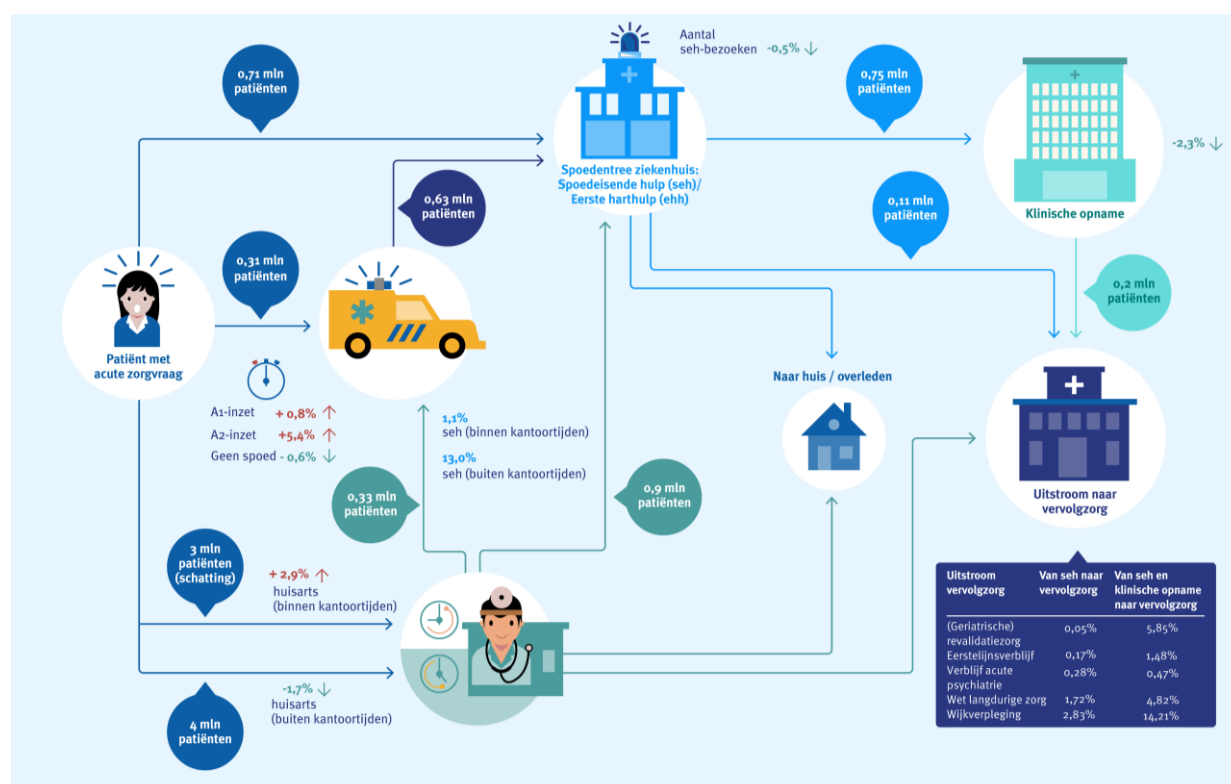 Aantal
seh-bezoeken -0,5% ↓
0,71 mln
patiënten
0,75 mln
patiënten
-2,3% ↓
Spoedentree ziekenhuis:
Spoedeisende hulp (seh)/
Eerste harthulp (ehh)
0,63 mln
patiënten
0,11 mln
patiënten
Klinische opname
0,31 mln
patiënten
0,2 mln
patiënten
Patiënt met
acute zorgvraag
Naar huis / overleden
A1-inzet + 0,8% ↑
A2-inzet +5,4% ↑
Geen spoed - 0,6% ↓
1,1%
seh (binnen kantoortijden)
13,0%
seh (buiten kantoortijden)
0,33 mln
patiënten
0,9 mln
patiënten
Uitstroom naar
vervolgzorg
3 mln
patiënten
(schatting)
+ 2,9% ↑
huisarts
(binnen kantoortijden)
-1,7% ↓
huisarts
(buiten kantoortijden)
4 mln
patiënten
Uitstroom Van seh naar Van seh en
vervolgzorg vervolgzorg klinische opname
naar vervolgzorg
(Geriatrische)
revalidatiezorg 0,05% 5,85%
Eerstelijnsverblijf 0,17% 1,48%
Verblijf acute
psychiatrie 0,28% 0,47%
Wet langdurige zorg 1,72% 4,82%
Wijkverpleging 2,83% 14,21%